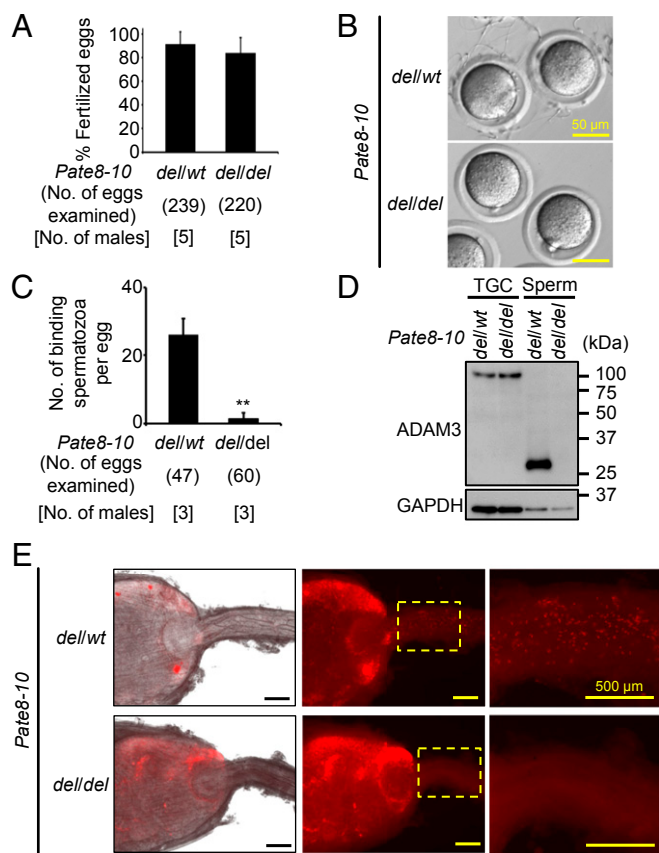 A
% Fertilized eggs
100
80
60
40
20
0
Pate8-10 del/wt del/del
(No. of eggs examined) (239) (220)
[No. of males] [5] [5]
B
Pate8-10
del/wt
50 μm
del/del
C
No. of binding spermatozoa per egg
40
20
0
**
Pate8-10 del/wt del/del
(No. of eggs examined) (47) (60)
[No. of males] [3] [3]
D
TGC Sperm
Pate8-10 del/wt del/del del/wt del/del (kDa)
100
75
50
ADAM3
37
25
37
GAPDH
E
Pate8-10
del/wt
500 μm
del/del